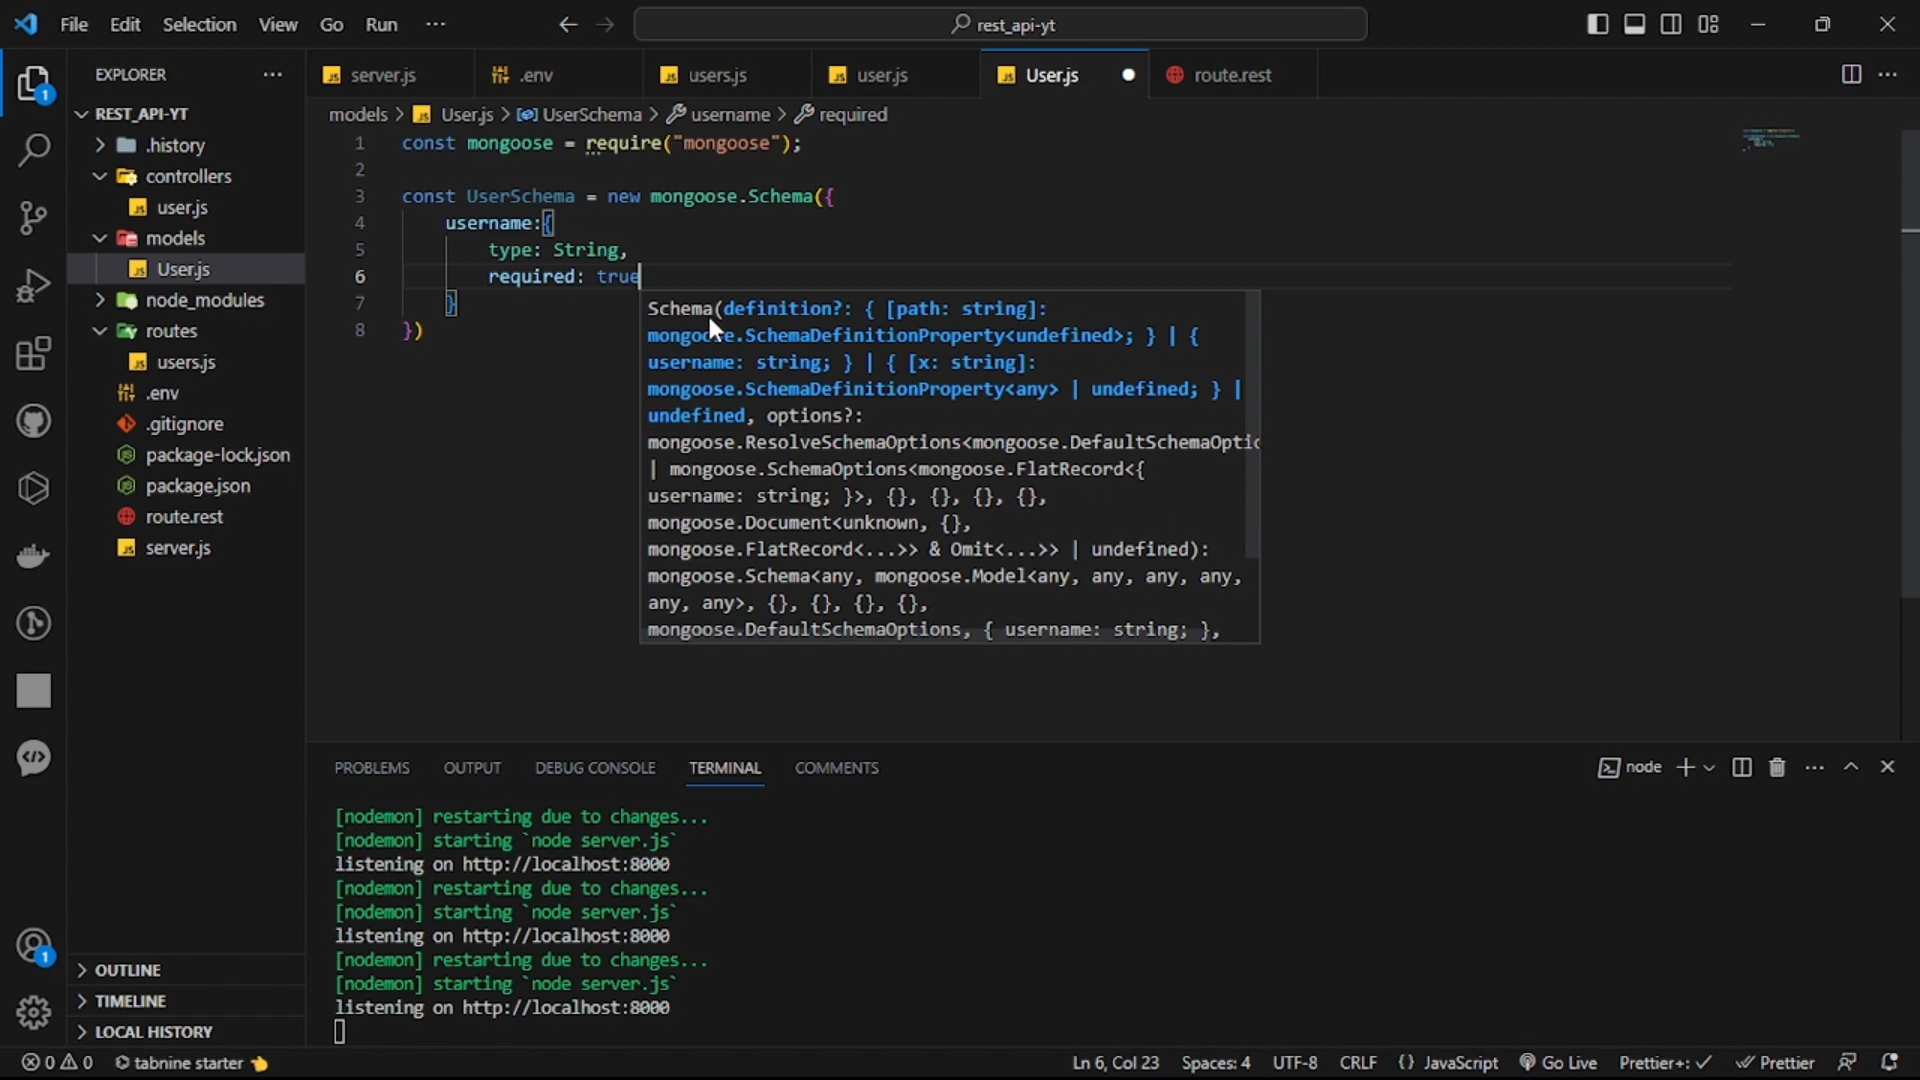 File Edit Selection View Go Run ···
rest_api-yt
EXPLORER ···
server.js .env users.js user.js User.js route.rest
REST_API-YT
models > User.js > UserSchema > username > required
.history
controllers
user.js
models
User.js
node_modules
routes
users.js
.env
.gitignore
package-lock.json
package.json
route.rest
server.js
OUTLINE
TIMELINE
LOCAL HISTORY
1 const mongoose = require("mongoose");
2
3 const UserSchema = new mongoose.Schema({
4 username:{
5 type: String,
6 required: true
7 }
8 })
Schema(definition?: { [path: string]:
mongoose.SchemaDefinitionProperty<undefined>; } | {
username: string; } | { [x: string]:
mongoose.SchemaDefinitionProperty<any> | undefined; } |
undefined, options?:
mongoose.ResolveSchemaOptions<mongoose.DefaultSchemaOptic
| mongoose.SchemaOptions<mongoose.FlatRecord<{
username: string; }>, {}, {}, {}, {},
mongoose.Document<unknown, {},
mongoose.FlatRecord<...>> & Omit<...>> | undefined):
mongoose.Schema<any, mongoose.Model<any, any, any, any,
any, any>, {}, {}, {}, {},
mongoose.DefaultSchemaOptions, { username: string; },
PROBLEMS OUTPUT DEBUG CONSOLE TERMINAL COMMENTS
node
[nodemon] restarting due to changes...
[nodemon] starting `node server.js`
listening on http://localhost:8000
[nodemon] restarting due to changes...
[nodemon] starting `node server.js`
listening on http://localhost:8000
[nodemon] restarting due to changes...
[nodemon] starting `node server.js`
listening on http://localhost:8000
0 0 tabnine starter Ln 6, Col 23 Spaces: 4 UTF-8 CRLF {} JavaScript Go Live Prettier+: ✓ Prettier